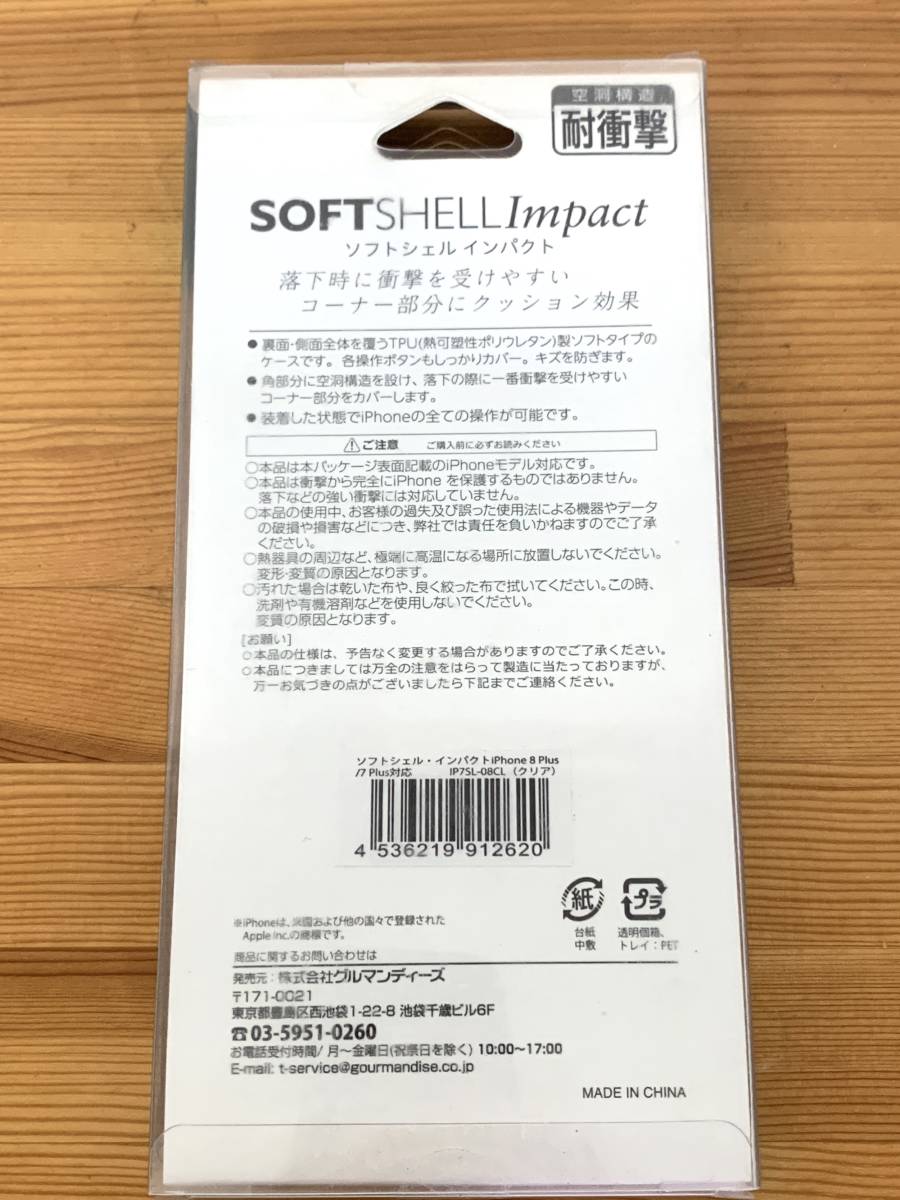 空洞構造
耐衝撃
SOFTSHELL Impact
ソフトシェル インパクト
落下時に衝撃を受けやすい
コーナー部分にクッション効果
● 裏面・側面全体を覆うTPU(熱可塑性ポリウレタン)製ソフトタイプの
ケースです。各操作ボタンもしっかりカバー。キズを防ぎます。
● 角部分に空洞構造を設け、落下の際に一番衝撃を受けやすい
コーナー部分をカバーします。
● 装着した状態でiPhoneの全ての操作が可能です。
⚠ご注意 ご購入前に必ずお読みください
○本品は本パッケージ表面記載のiPhoneモデル対応です。
○本品は衝撃から完全にiPhone を保護するものではありません。
落下などの強い衝撃には対応していません。
○本品の使用中、お客様の過失及び誤った使用法による機器やデータ
の破損や損害などにつき、弊社では責任を負いかねますのでご了承
ください。
○熱器具の周辺など、極端に高温になる場所に放置しないでください。
変形・変質の原因となります。
○汚れた場合は乾いた布や、良く絞った布で拭いてください。この時、
洗剤や有機溶剤などを使用しないでください。
変質の原因となります。
[お願い]
○本品の仕様は、予告なく変更する場合がありますのでご了承ください。
○本品につきましては万全の注意をはらって製造に当たっておりますが、
万一お気づきの点がございましたら下記までご連絡ください。
ソフトシェル・インパクトiPhone 8 Plus
/7 Plus対応 IP7SL-08CL（クリア）
4 536219 912620
紙
プラ
台紙
中敷
透明個箱、
トレイ：PET
※iPhoneは、米国および他の国々で登録された
Apple Inc.の商標です。
商品に関するお問い合わせは
発売元：株式会社グルマンディーズ
〒171-0021
東京都豊島区西池袋1-22-8 池袋千歳ビル6F
☎03-5951-0260
お電話受付時間/ 月〜金曜日(祝祭日を除く) 10:00〜17:00
E-mail: t-service@gourmandise.co.jp
MADE IN CHINA